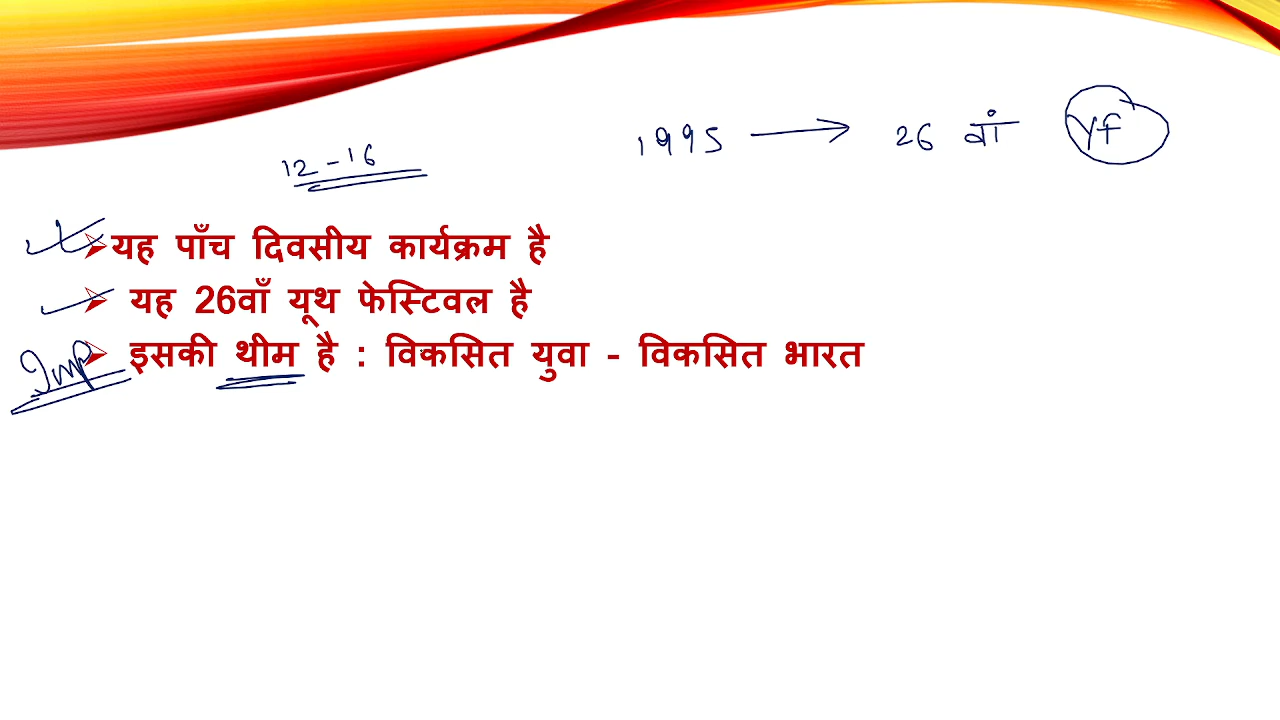 1995 → 26 वां YF
12 - 16
यह पाँच दिवसीय कार्यक्रम है
यह 26वाँ यूथ फेस्टिवल है
Imp इसकी थीम है : विकसित युवा - विकसित भारत